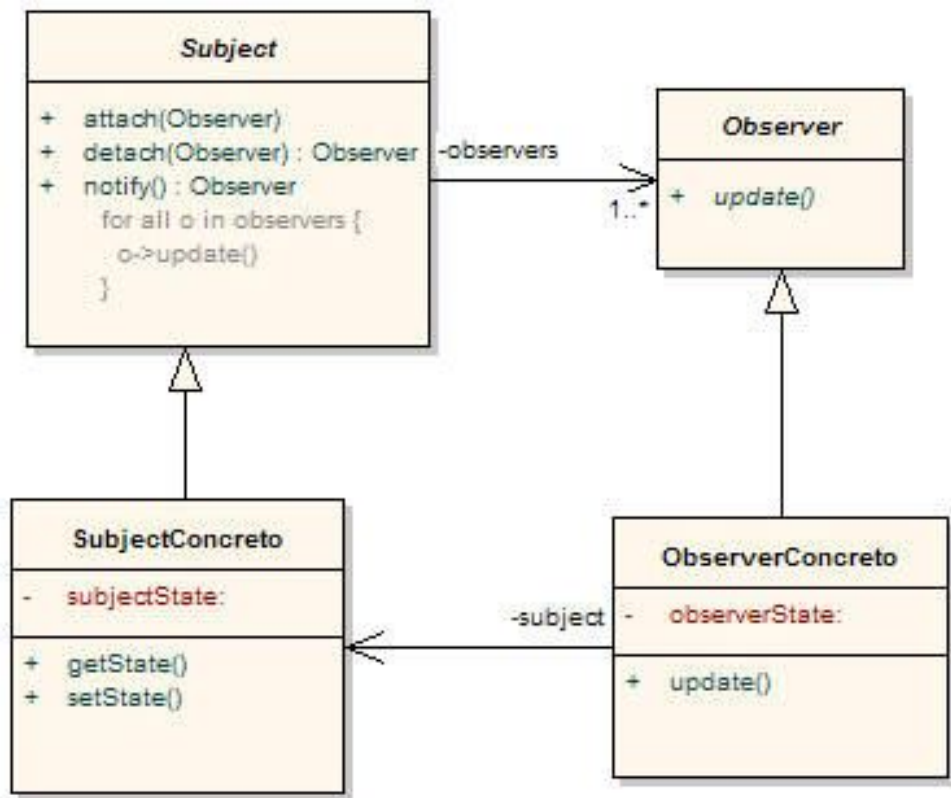 Subject
+ attach(Observer)
+ detach(Observer) : Observer
+ notify() : Observer
for all o in observers {
o->update()
}
-observers
1..*
Observer
+ update()
SubjectConcreto
- subjectState:
+ getState()
+ setState()
-subject
ObserverConcreto
- observerState:
+ update()